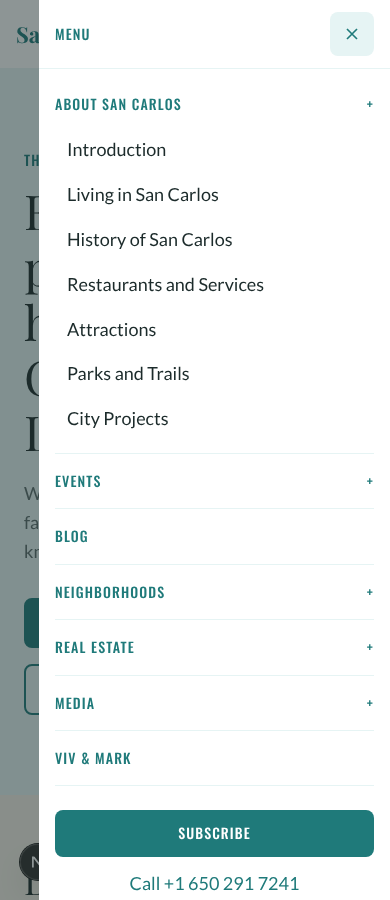 MENU
ABOUT SAN CARLOS +
Introduction
Living in San Carlos
History of San Carlos
Restaurants and Services
Attractions
Parks and Trails
City Projects
EVENTS +
BLOG
NEIGHBORHOODS +
REAL ESTATE +
MEDIA +
VIV & MARK
SUBSCRIBE
Call +1 650 291 7241